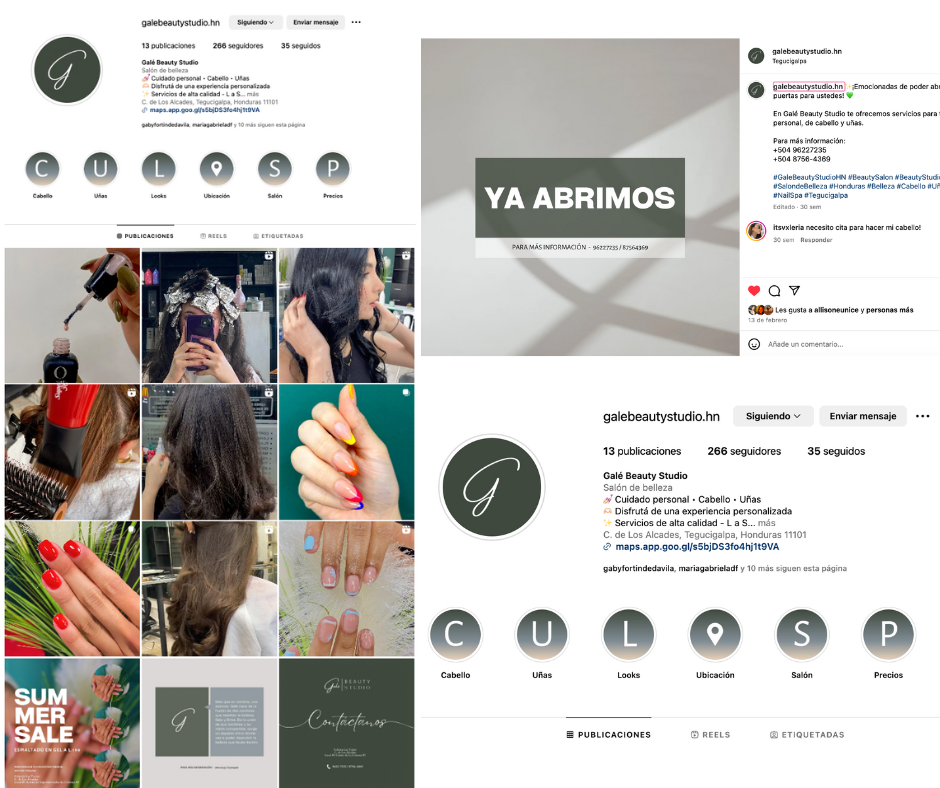 galebeautystudio.hn Siguiendo Enviar mensaje
13 publicaciones 266 seguidores 35 seguidos
Galé Beauty Studio
Salón de belleza
💅 Cuidado personal • Cabello • Uñas
🫶🏻 Disfrutá de una experiencia personalizada
✨ Servicios de alta calidad - L a S... más
C. de Los Alcades, Tegucigalpa, Honduras 11101
maps.app.goo.gl/s5bjDS3fo4hj1t9VA
gabyfortindedavila, mariagabrieladf y 10 más siguen esta página
G
C U L S P
Cabello Uñas Looks Ubicación Salón Precios
PUBLICACIONES REELS ETIQUETADAS
SUM
MER
SALE
ESMALTADO EN GEL A L.
G
Galé BEAUTY
STUDIO
Contáctanos
YA ABRIMOS
PARA MÁS INFORMACIÓN - 96227235 / 87564369
galebeautystudio.hn
Tegucigalpa
galebeautystudio.hn ✨¡Emocionadas de poder abr
puertas para ustedes! 💚
En Galé Beauty Studio te ofrecemos servicios para
personal, de cabello y uñas.
Para más información:
+504 96227235
+504 8756-4369
#GaleBeautyStudioHN #BeautySalon #BeautyStudi
#SalondeBelleza #Honduras #Belleza #Cabello #Uñ
#NailSpa #Tegucigalpa
Editado · 30 sem
itsvxleria necesito cita para hacer mi cabello!
30 sem Responder
Les gusta a allisoneunice y personas más
13 de febrero
Añade un comentario...
galebeautystudio.hn Siguiendo Enviar mensaje
13 publicaciones 266 seguidores 35 seguidos
Galé Beauty Studio
Salón de belleza
💅 Cuidado personal • Cabello • Uñas
🫶🏻 Disfrutá de una experiencia personalizada
✨ Servicios de alta calidad - L a S... más
C. de Los Alcades, Tegucigalpa, Honduras 11101
maps.app.goo.gl/s5bjDS3fo4hj1t9VA
gabyfortindedavila, mariagabrieladf y 10 más siguen esta página
G
C U L S P
Cabello Uñas Looks Ubicación Salón Precios
PUBLICACIONES REELS ETIQUETADAS